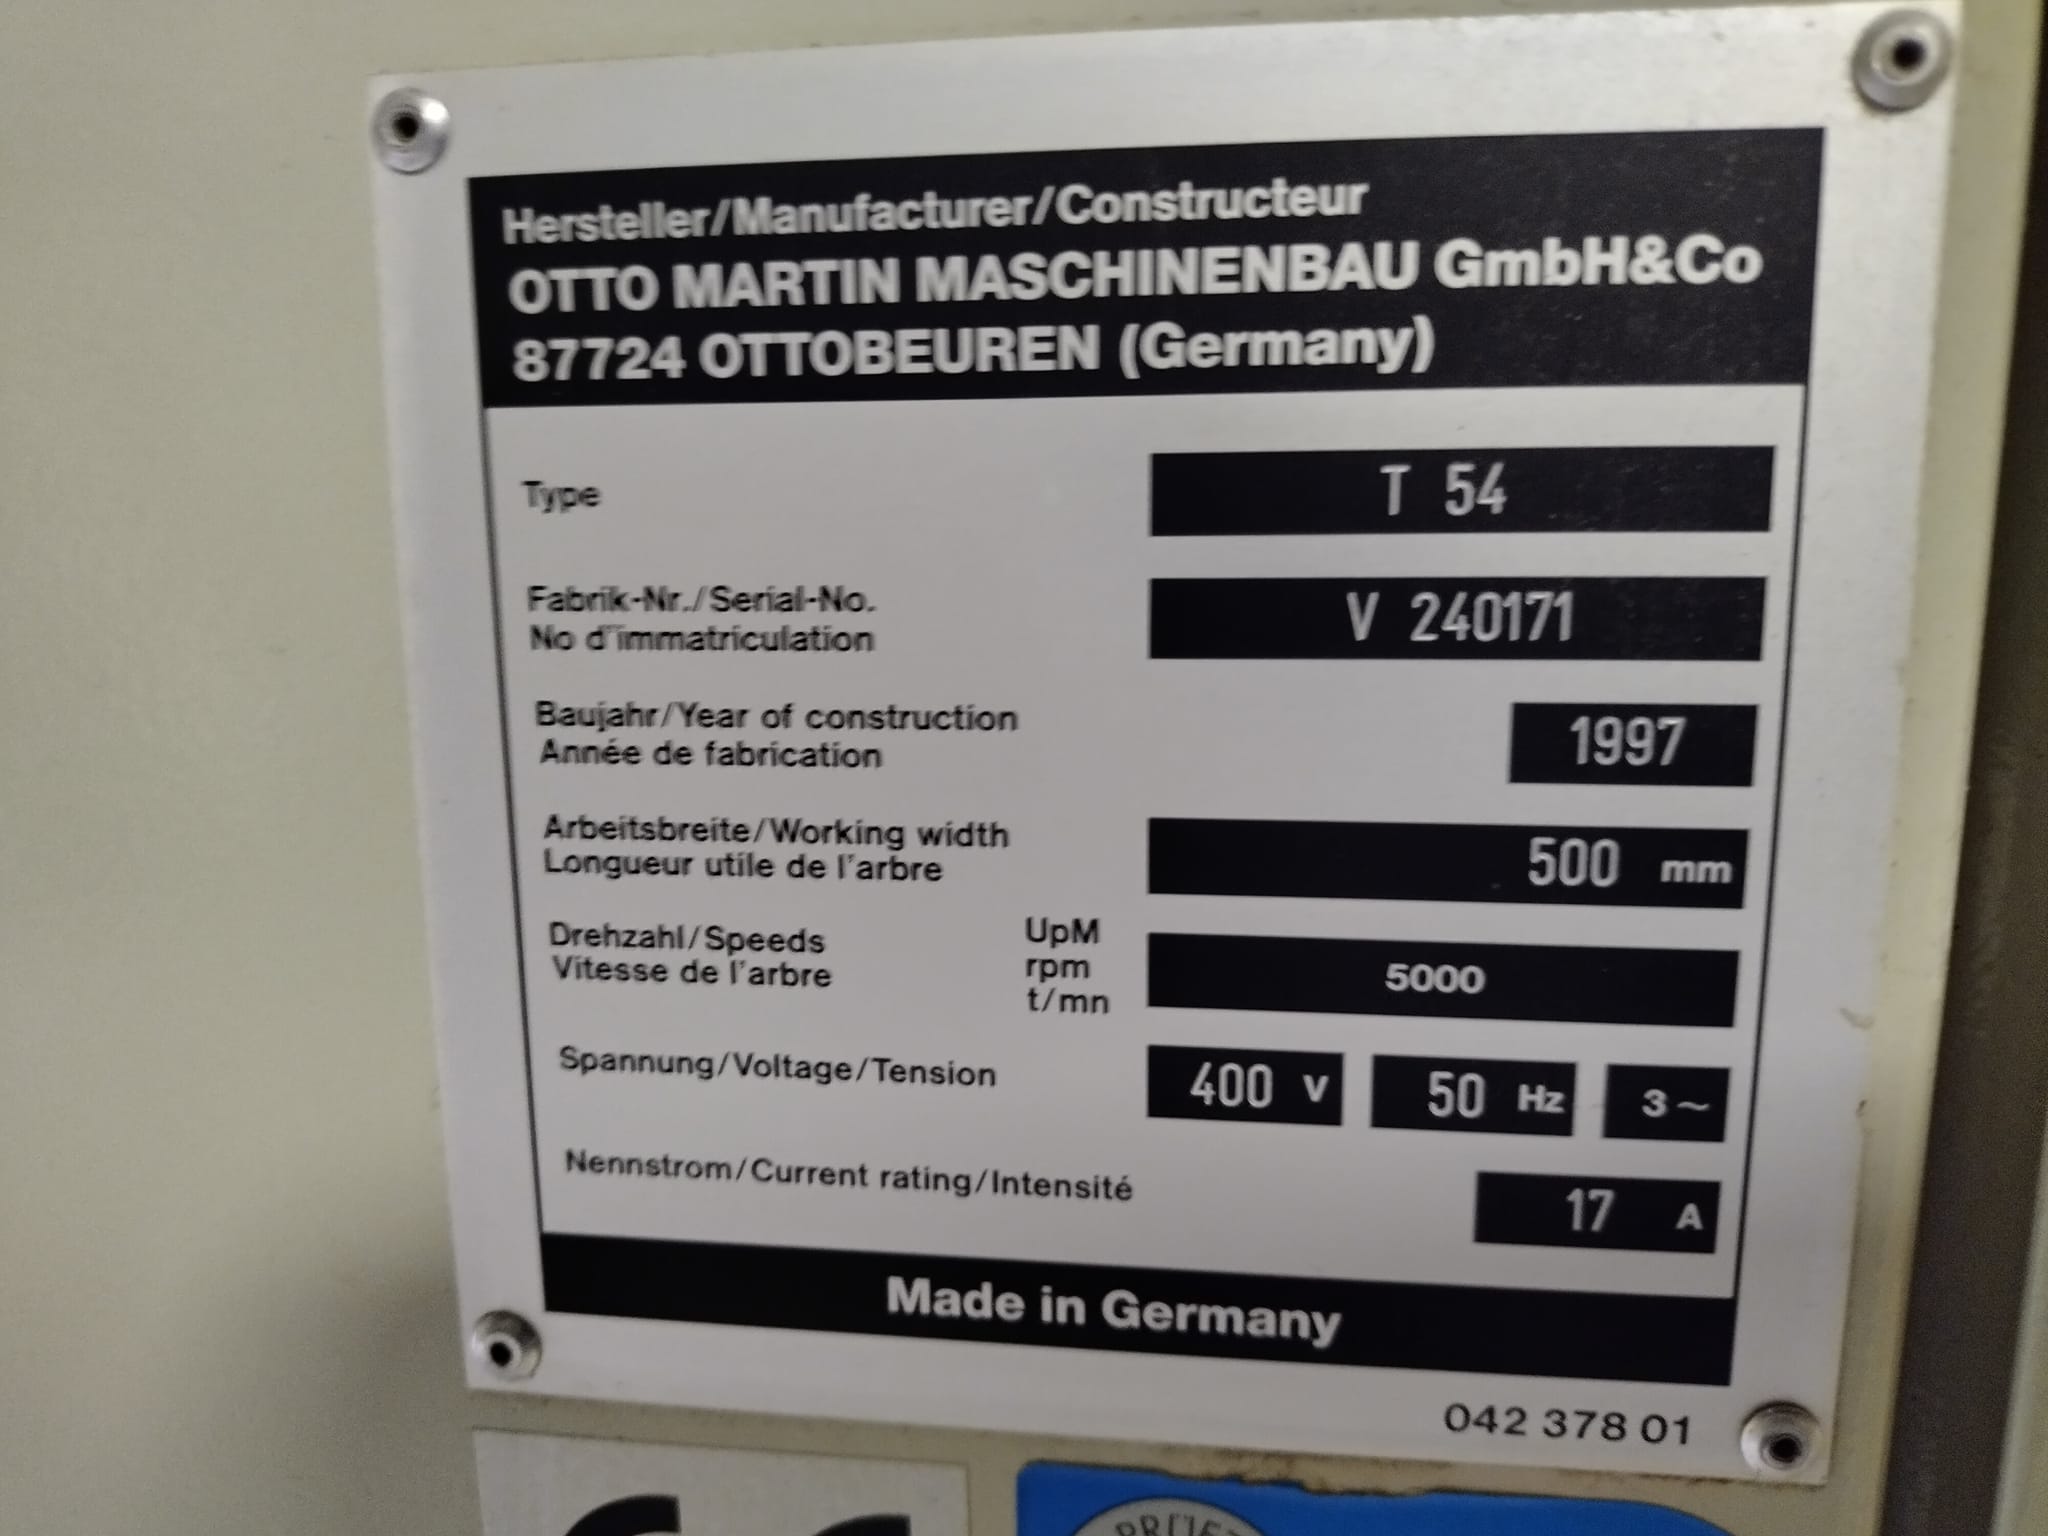 Hersteller/Manufacturer/Constructeur
OTTO MARTIN MASCHINENBAU GmbH&Co
87724 OTTOBEUREN (Germany)
Type T 54
Fabrik-Nr./Serial-No. V 240171
No d'immatriculation
Baujahr/Year of construction 1997
Année de fabrication
Arbeitsbreite/Working width 500 mm
Longueur utile de l'arbre
Drehzahl/Speeds UpM
Vitesse de l'arbre rpm 5000
t/mn
Spannung/Voltage/Tension 400 V 50 Hz 3~
Nennstrom/Current rating/Intensité 17 A
Made in Germany
042 378 01